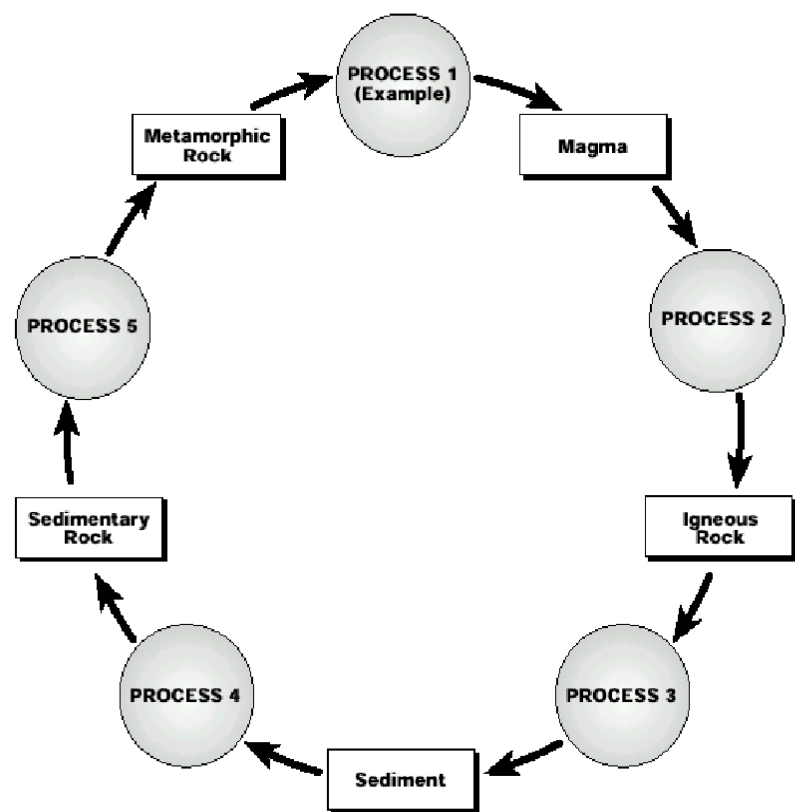 PROCESS 1
(Example)
Metamorphic
Rock
Magma
PROCESS 5
PROCESS 2
Sedimentary
Rock
Igneous
Rock
PROCESS 4
PROCESS 3
Sediment